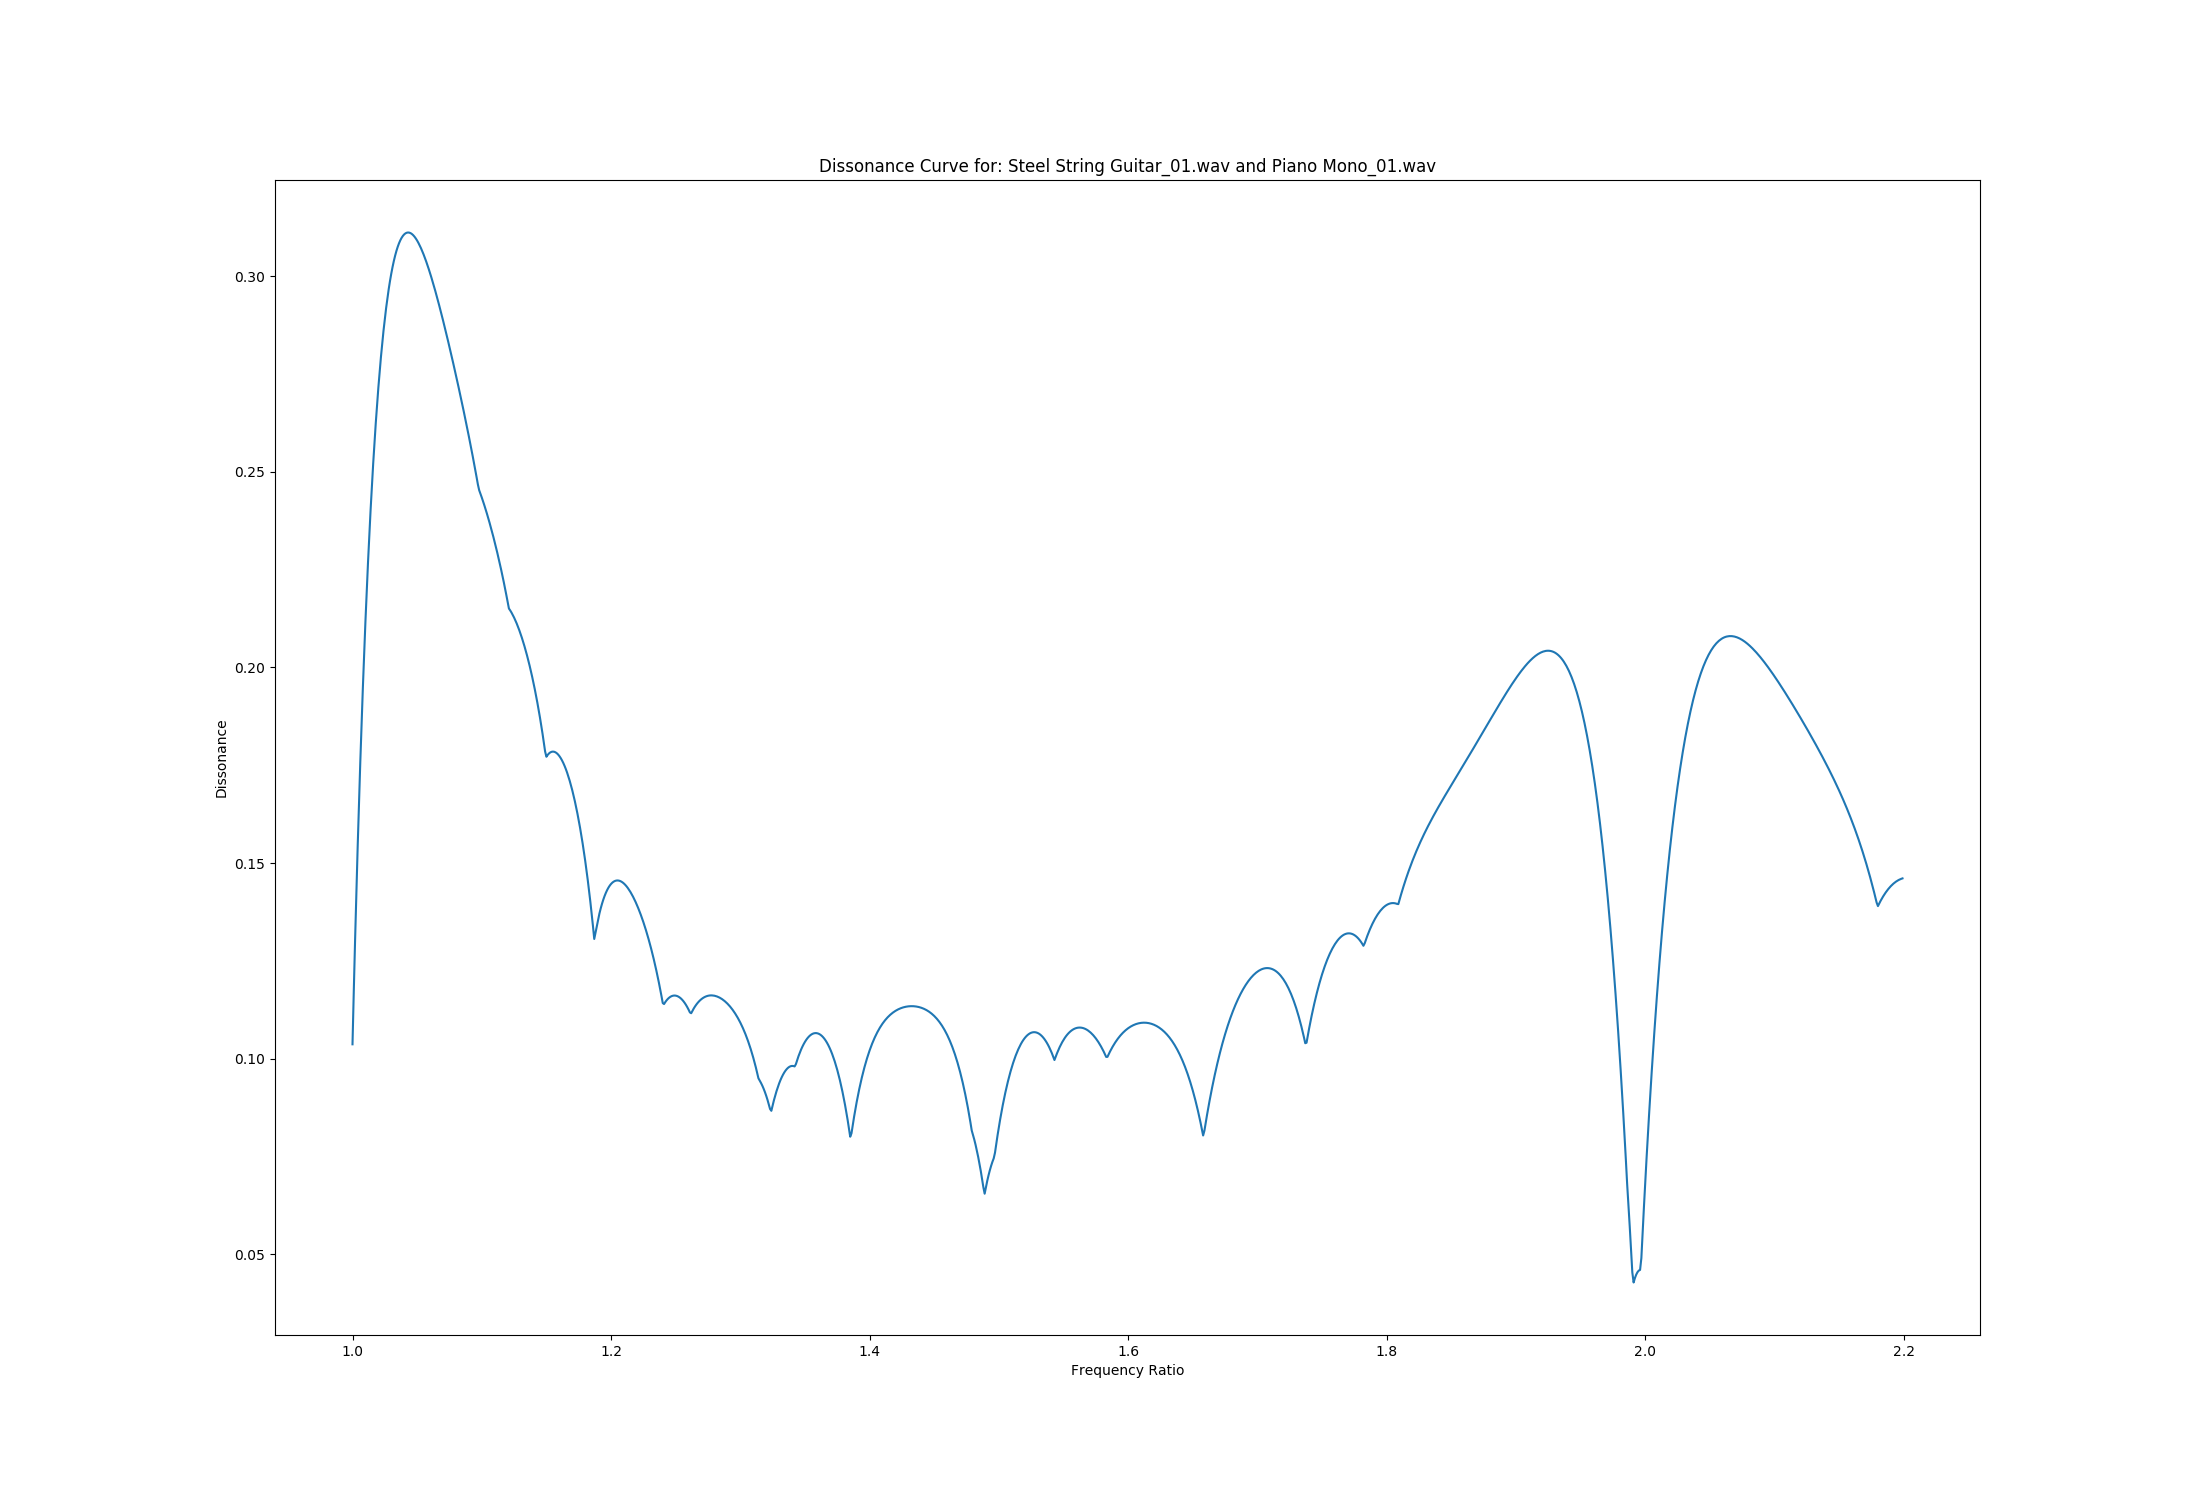 Dissonance Curve for: Steel String Guitar_01.wav and Piano Mono_01.wav
0.30
0.25
0.20
0.15
0.10
0.05
Dissonance
1.0 1.2 1.4 1.6 1.8 2.0 2.2
Frequency Ratio